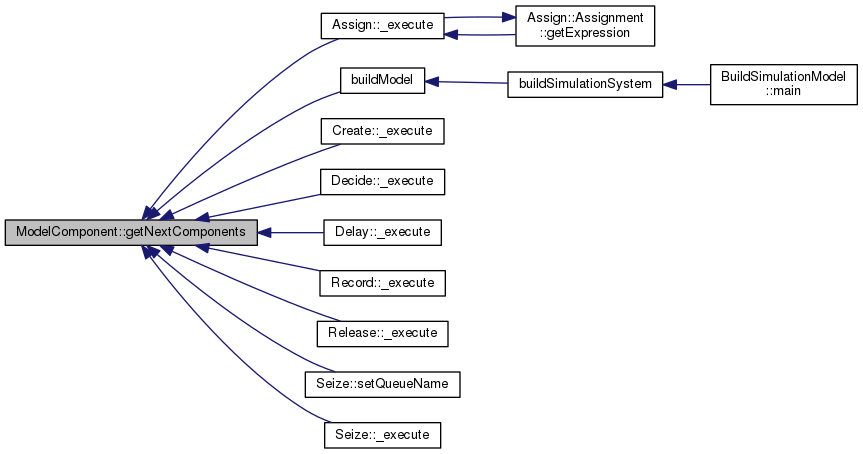 Assign::_execute
Assign::Assignment
::getExpression
buildModel
buildSimulationSystem
BuildSimulationModel
::main
Create::_execute
Decide::_execute
ModelComponent::getNextComponents
Delay::_execute
Record::_execute
Release::_execute
Seize::setQueueName
Seize::_execute